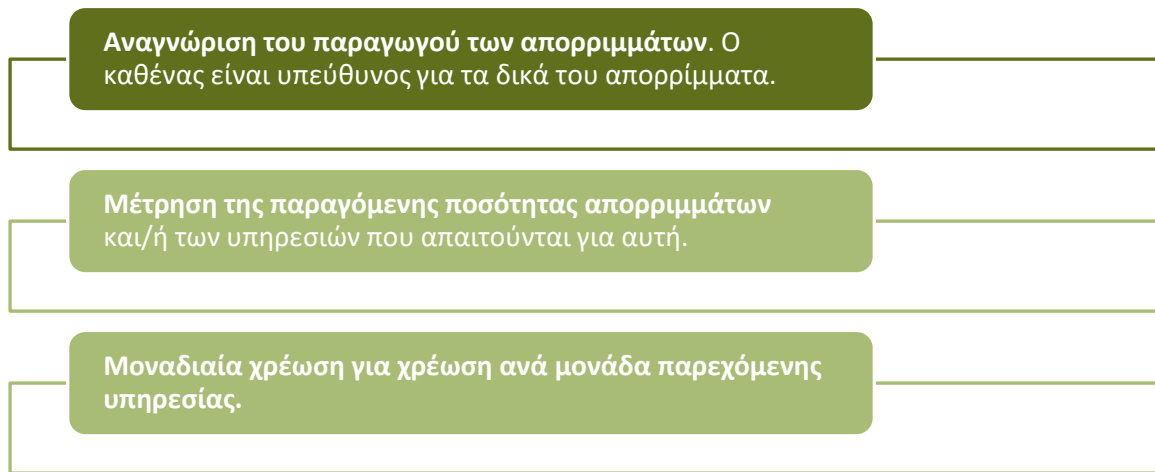 Αναγνώριση του παραγωγού των απορριμμάτων. Ο
καθένας είναι υπεύθυνος για τα δικά του απορρίμματα.
Μέτρηση της παραγόμενης ποσότητας απορριμμάτων
και/ή των υπηρεσιών που απαιτούνται για αυτή.
Μοναδιαία χρέωση για χρέωση ανά μονάδα παρεχόμενης
υπηρεσίας.